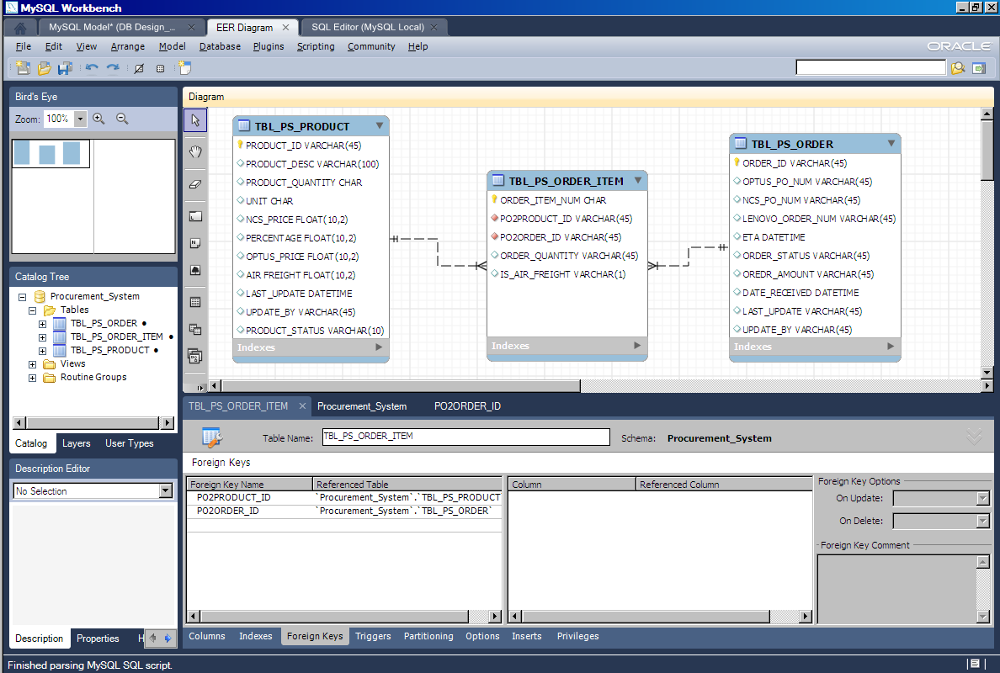 MySQL Workbench
MySQL Model* (DB Design_...
EER Diagram
SQL Editor (MySQL Local)
File Edit View Arrange Model Database Plugins Scripting Community Help
ORACLE
Bird's Eye
Zoom: 100%
Diagram
TBL_PS_PRODUCT
PRODUCT_ID VARCHAR(45)
PRODUCT_DESC VARCHAR(100)
PRODUCT_QUANTITY CHAR
UNIT CHAR
NCS_PRICE FLOAT(10,2)
PERCENTAGE FLOAT(10,2)
OPTUS_PRICE FLOAT(10,2)
AIR FREIGHT FLOAT(10,2)
LAST_UPDATE DATETIME
UPDATE_BY VARCHAR(45)
PRODUCT_STATUS VARCHAR(10)
Indexes
TBL_PS_ORDER_ITEM
ORDER_ITEM_NUM CHAR
PO2PRODUCT_ID VARCHAR(45)
PO2ORDER_ID VARCHAR(45)
ORDER_QUANTITY VARCHAR(45)
IS_AIR_FREIGHT VARCHAR(1)
Indexes
TBL_PS_ORDER
ORDER_ID VARCHAR(45)
OPTUS_PO_NUM VARCHAR(45)
NCS_PO_NUM VARCHAR(45)
LENOVO_ORDER_NUM VARCHAR(45)
ETA DATETIME
ORDER_STATUS VARCHAR(45)
OREDR_AMOUNT VARCHAR(45)
DATE_RECEIVED DATETIME
LAST_UPDATE VARCHAR(45)
UPDATE_BY VARCHAR(45)
Indexes
Catalog Tree
Procurement_System
Tables
TBL_PS_ORDER
TBL_PS_ORDER_ITEM
TBL_PS_PRODUCT
Views
Routine Groups
Catalog Layers User Types
Description Editor
No Selection
Description Properties H
TBL_PS_ORDER_ITEM
Procurement_System
PO2ORDER_ID
Table Name: TBL_PS_ORDER_ITEM
Schema: Procurement_System
Foreign Keys
Foreign Key Name Referenced Table
PO2PRODUCT_ID `Procurement_System`.`TBL_PS_PRODUCT
PO2ORDER_ID `Procurement_System`.`TBL_PS_ORDER`
Column Referenced Column
Foreign Key Options
On Update:
On Delete:
Foreign Key Comment
Columns Indexes Foreign Keys Triggers Partitioning Options Inserts Privileges
Finished parsing MySQL SQL script.